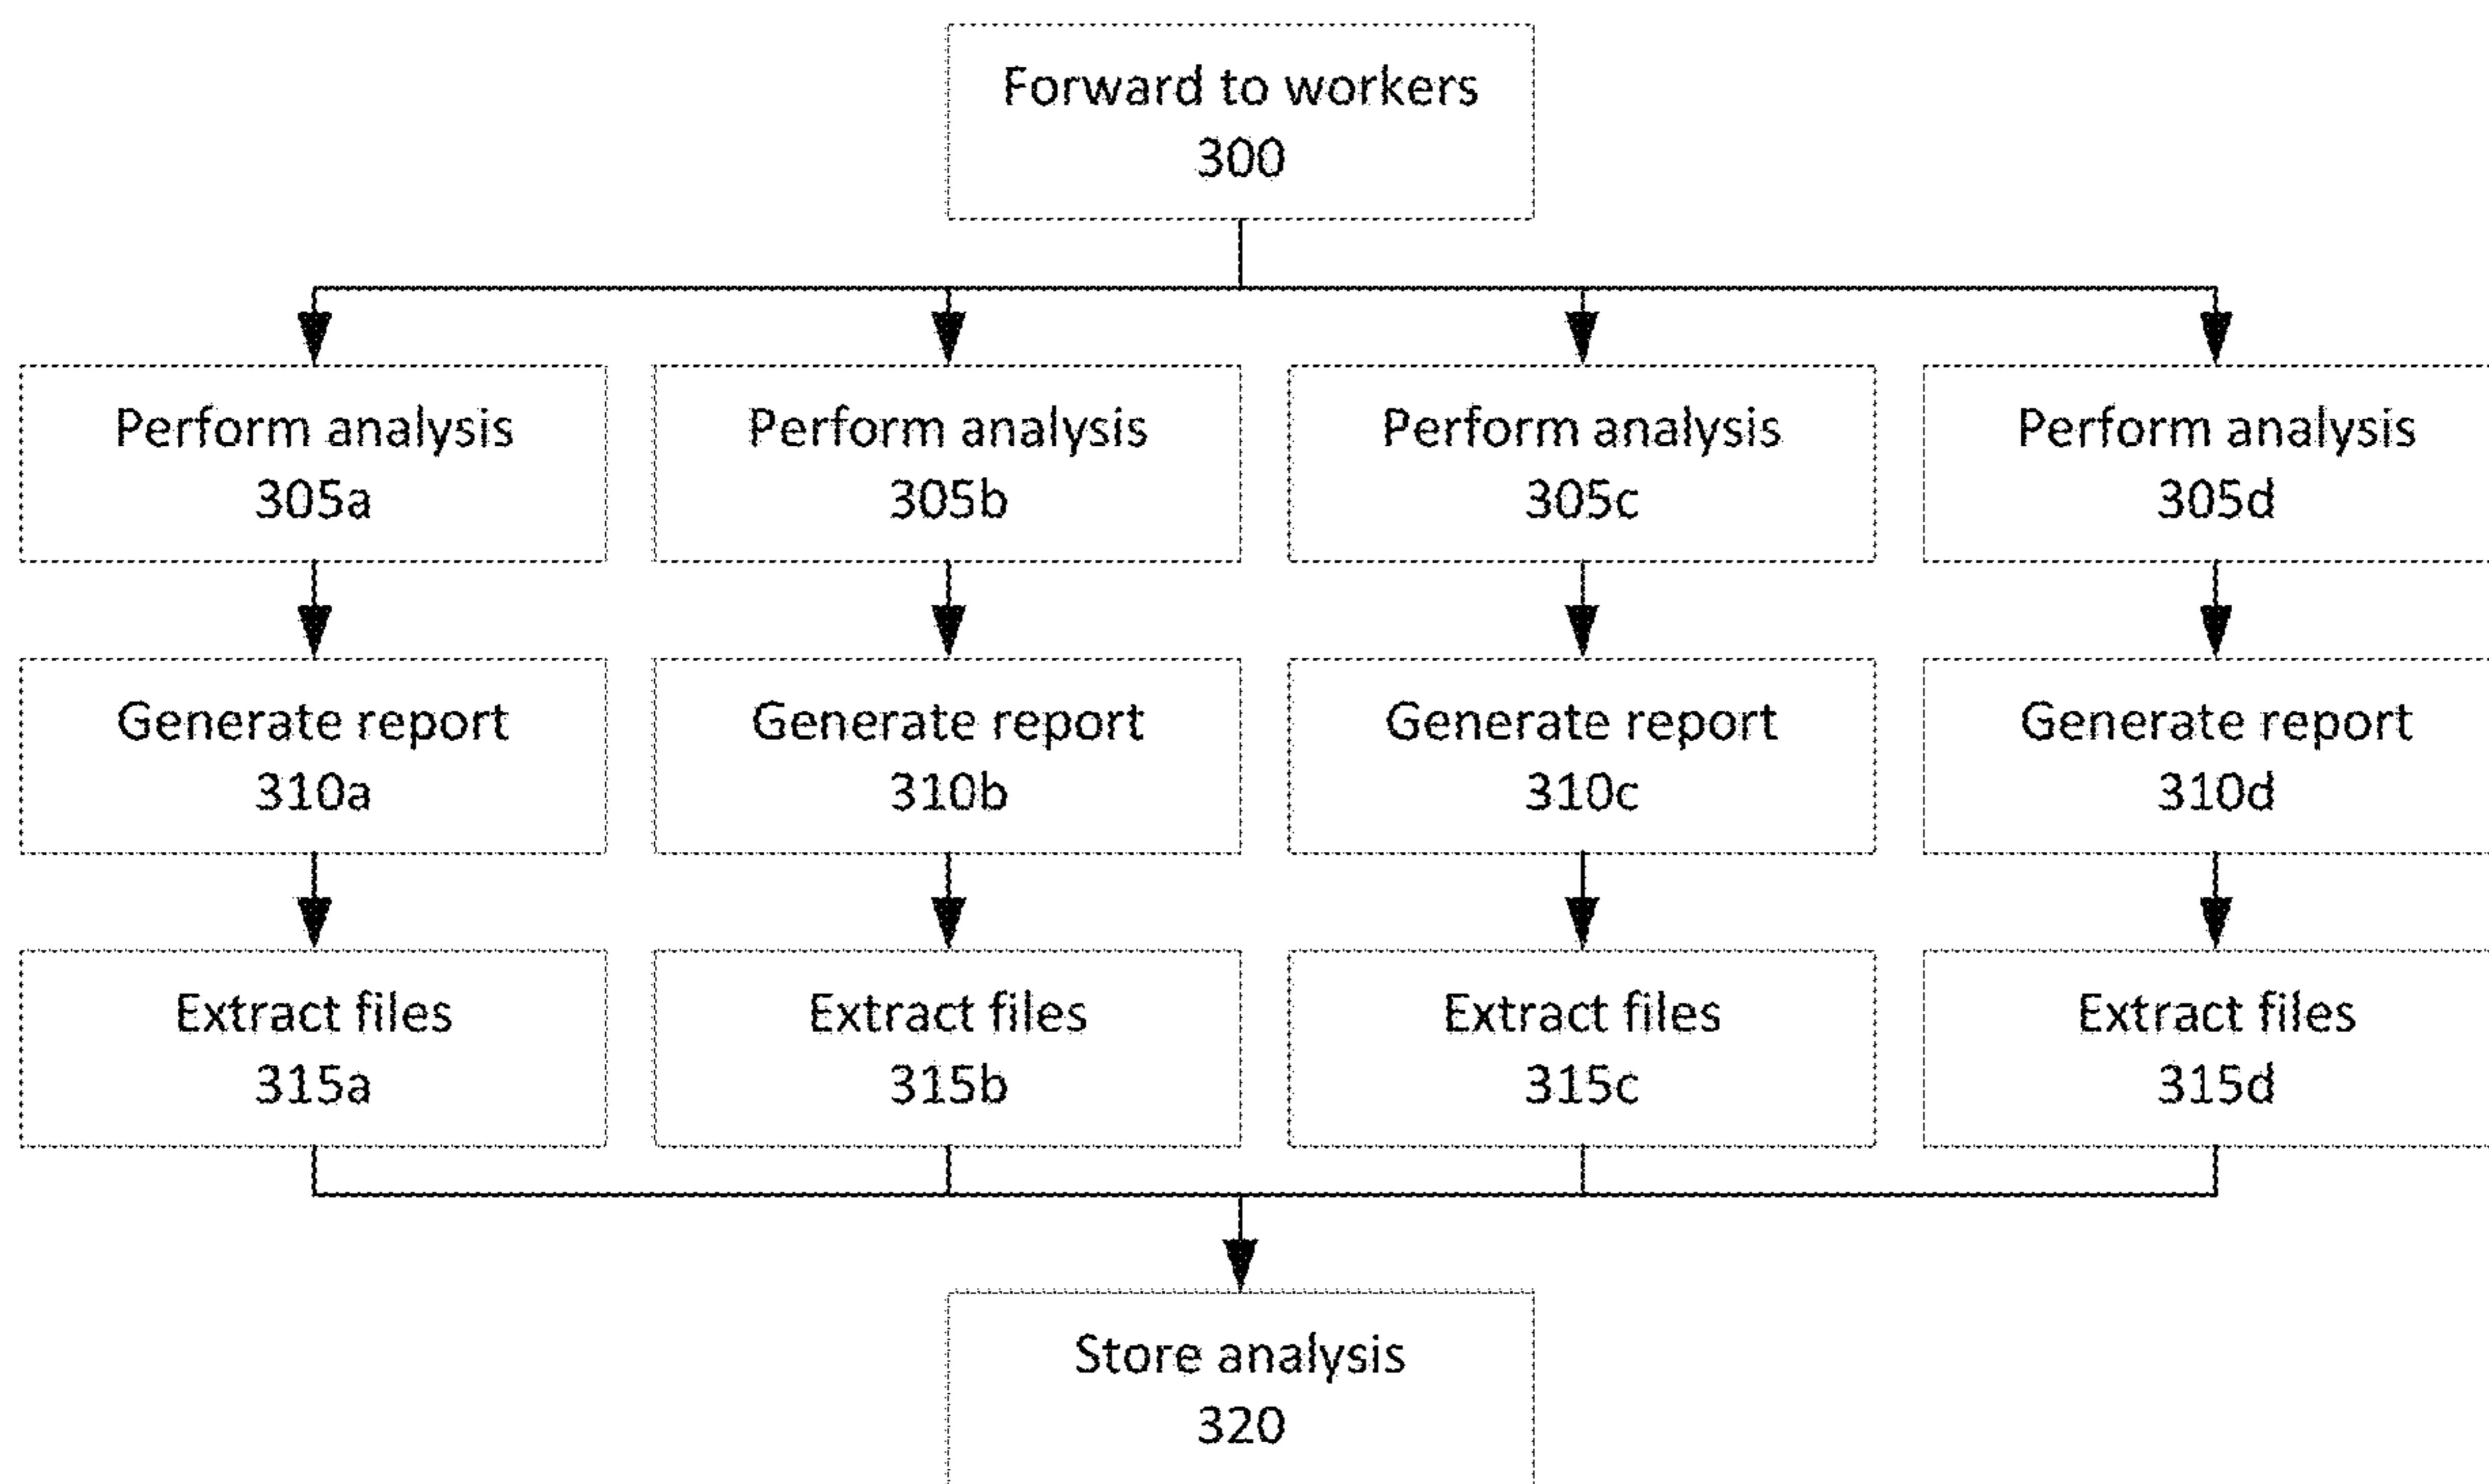 Forward to workers
300
Perform analysis
305a
Perform analysis
305b
Perform analysis
305c
Perform analysis
305d
Generate report
310a
Generate report
310b
Generate report
310c
Generate report
310d
Extract files
315a
Extract files
315b
Extract files
315c
Extract files
315d
Store analysis
320